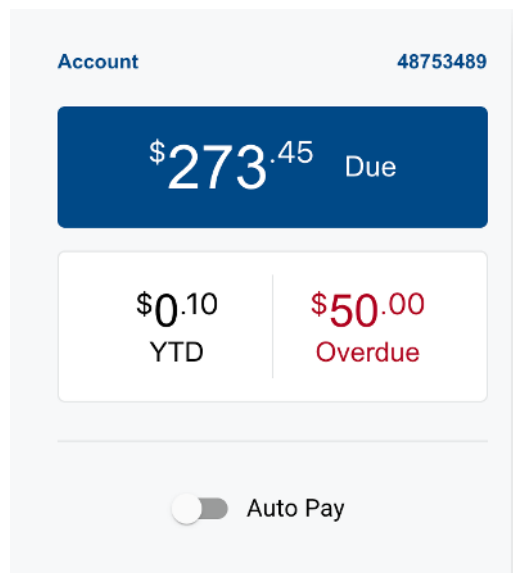 Account 48753489
$273.45 Due
$0.10 $50.00
YTD Overdue
Auto Pay